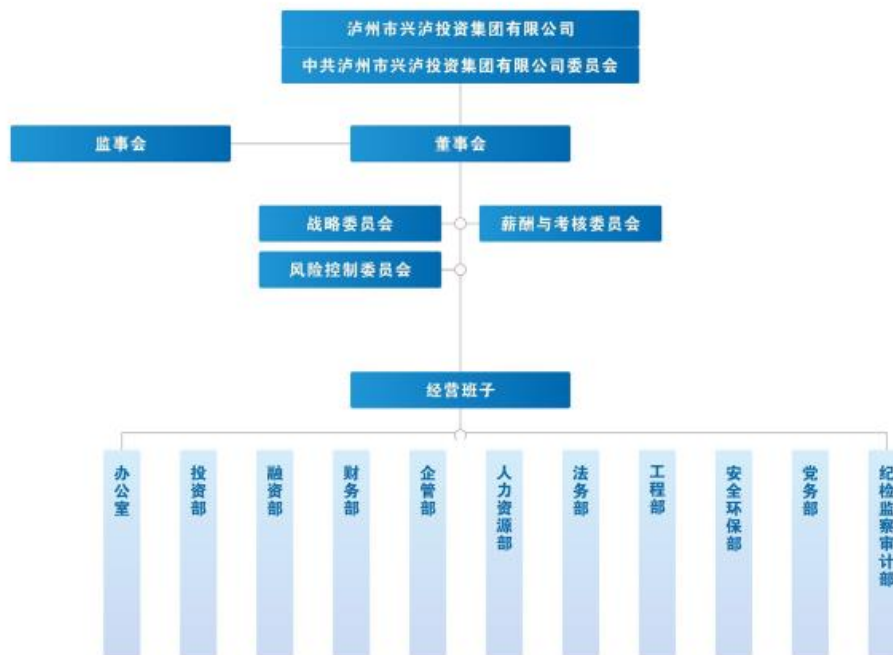 泸州市兴泸投资集团有限公司
中共泸州市兴泸投资集团有限公司委员会
监事会
董事会
战略委员会
薪酬与考核委员会
风险控制委员会
经营班子
办公室
投资部
融资部
财务部
企管部
人力资源部
法务部
工程部
安全环保部
党务部
纪检监察审计部